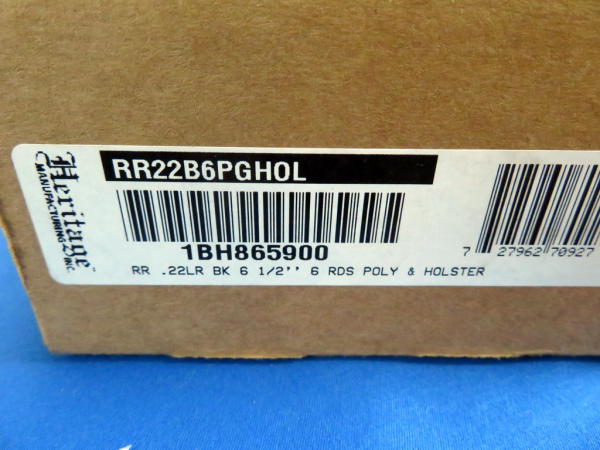 Heritage
MANUFACTURING INC.
RR22B6PGHOL
1BH865900
7 27962 70927
RR .22LR BK 6 1/2'' 6 RDS POLY & HOLSTER